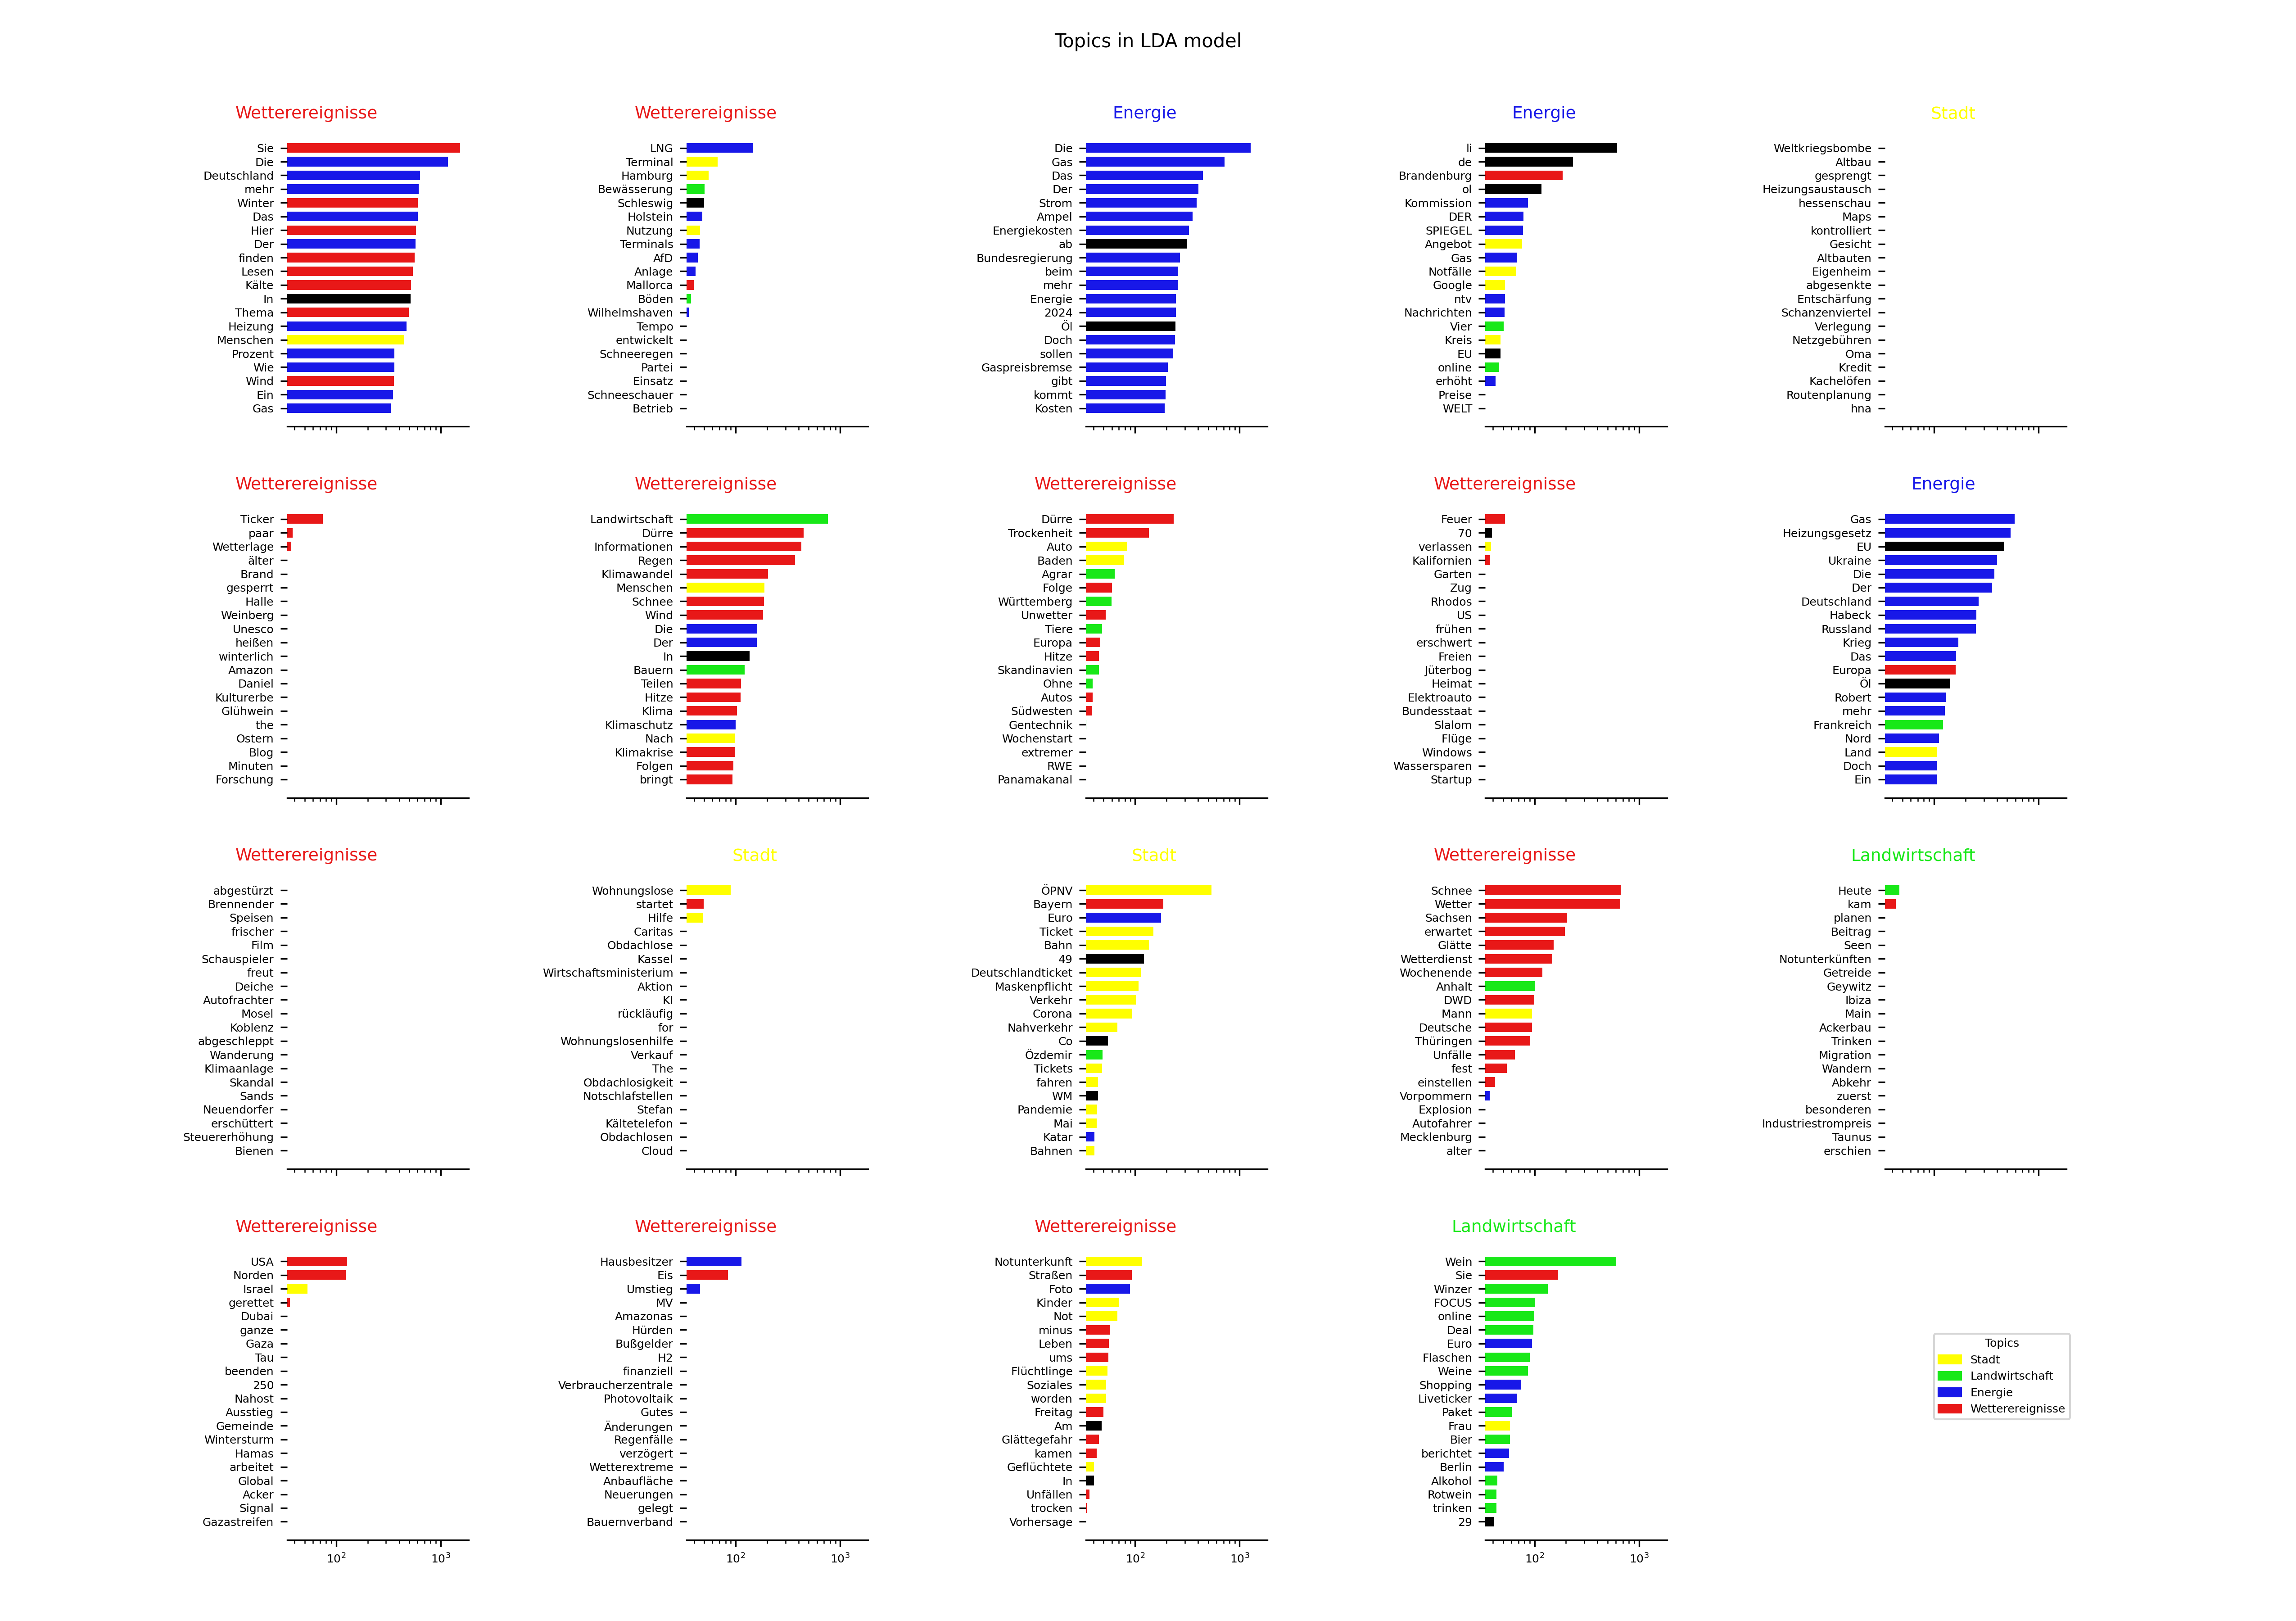 Topics in LDA model
Wetterereignisse
Sie
Die
Deutschland
mehr
Winter
Das
Hier
Der
finden
Lesen
Kälte
In
Thema
Heizung
Menschen
Prozent
Wie
Wind
Ein
Gas
Wetterereignisse
LNG
Terminal
Hamburg
Bewässerung
Schleswig
Holstein
Nutzung
Terminals
AfD
Anlage
Mallorca
Böden
Wilhelmshaven
Tempo
entwickelt
Schneeregen
Partei
Einsatz
Schneeschauer
Betrieb
Energie
Die
Gas
Das
Der
Strom
Ampel
Energiekosten
ab
Bundesregierung
beim
mehr
Energie
2024
Öl
Doch
sollen
Gaspreisbremse
gibt
kommt
Kosten
Energie
li
de
Brandenburg
ol
Kommission
DER
SPIEGEL
Angebot
Gas
Notfälle
Google
ntv
Nachrichten
Vier
Kreis
EU
online
erhöht
Preise
WELT
Stadt
Weltkriegsbombe
Altbau
gesprengt
Heizungsaustausch
hessenschau
Maps
kontrolliert
Gesicht
Altbauten
Eigenheim
abgesenkte
Entschärfung
Schanzenviertel
Verlegung
Netzgebühren
Oma
Kredit
Kachelöfen
Routenplanung
hna
Wetterereignisse
Ticker
paar
Wetterlage
älter
Brand
gesperrt
Halle
Weinberg
Unesco
heißen
winterlich
Amazon
Daniel
Kulturerbe
Glühwein
the
Ostern
Blog
Minuten
Forschung
Wetterereignisse
Landwirtschaft
Dürre
Informationen
Regen
Klimawandel
Menschen
Schnee
Wind
Die
Der
In
Bauern
Teilen
Hitze
Klima
Klimaschutz
Nach
Klimakrise
Folgen
bringt
Wetterereignisse
Dürre
Trockenheit
Auto
Baden
Agrar
Folge
Württemberg
Unwetter
Tiere
Europa
Hitze
Skandinavien
Ohne
Autos
Südwesten
Gentechnik
Wochenstart
extremer
RWE
Panamakanal
Wetterereignisse
Feuer
70
verlassen
Kalifornien
Garten
Zug
Rhodos
US
frühen
erschwert
Freien
Jüterbog
Heimat
Elektroauto
Bundesstaat
Slalom
Flüge
Windows
Wassersparen
Startup
Energie
Gas
Heizungsgesetz
EU
Ukraine
Die
Der
Deutschland
Habeck
Russland
Krieg
Das
Europa
Öl
Robert
mehr
Frankreich
Nord
Land
Doch
Ein
Wetterereignisse
abgestürzt
Brennender
Speisen
frischer
Film
Schauspieler
freut
Deiche
Autofrachter
Mosel
Koblenz
abgeschleppt
Wanderung
Klimaanlage
Skandal
Sands
Neuendorfer
erschüttert
Steuererhöhung
Bienen
Stadt
Wohnungslose
startet
Hilfe
Caritas
Obdachlose
Kassel
Wirtschaftsministerium
Aktion
KI
rückläufig
for
Wohnungslosenhilfe
Verkauf
The
Obdachlosigkeit
Notschlafstellen
Stefan
Kältetelefon
Obdachlosen
Cloud
Stadt
ÖPNV
Bayern
Euro
Ticket
Bahn
49
Deutschlandticket
Maskenpflicht
Verkehr
Corona
Nahverkehr
Co
Özdemir
Tickets
fahren
WM
Pandemie
Mai
Katar
Bahnen
Wetterereignisse
Schnee
Wetter
Sachsen
erwartet
Glätte
Wetterdienst
Wochenende
Anhalt
DWD
Mann
Deutsche
Thüringen
Unfälle
fest
einstellen
Vorpommern
Explosion
Autofahrer
Mecklenburg
alter
Landwirtschaft
Heute
kam
planen
Beitrag
Seen
Notunterkünften
Getreide
Geywitz
Ibiza
Main
Ackerbau
Trinken
Migration
Wandern
Abkehr
zuerst
besonderen
Industriestrompreis
Taunus
erschien
Wetterereignisse
USA
Norden
Israel
gerettet
Dubai
ganze
Gaza
Tau
beenden
250
Nahost
Ausstieg
Gemeinde
Wintersturm
Hamas
arbeitet
Global
Acker
Signal
Gazastreifen
10²
10³
Wetterereignisse
Hausbesitzer
Eis
Umstieg
MV
Amazonas
Hürden
Bußgelder
H2
finanziell
Verbraucherzentrale
Photovoltaik
Gutes
Änderungen
Regenfälle
verzögert
Wetterextreme
Anbaufläche
Neuerungen
gelegt
Bauernverband
10²
10³
Wetterereignisse
Notunterkunft
Straßen
Foto
Kinder
Not
minus
Leben
ums
Flüchtlinge
Soziales
worden
Freitag
Am
Glättegefahr
kamen
Geflüchtete
In
Unfällen
trocken
Vorhersage
10²
10³
Landwirtschaft
Wein
Sie
Winzer
FOCUS
online
Deal
Euro
Flaschen
Weine
Shopping
Liveticker
Paket
Frau
Bier
berichtet
Berlin
Alkohol
Rotwein
trinken
29
10²
10³
Topics
Stadt
Landwirtschaft
Energie
Wetterereignisse